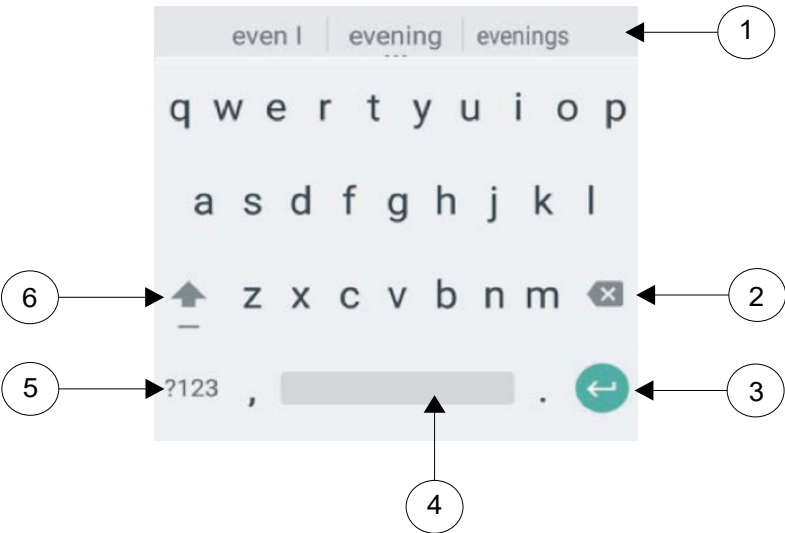 even I evening evenings 1
q w e r t y u i o p
a s d f g h j k l
6 z x c v b n m 2
5 ?123 , . 3
4